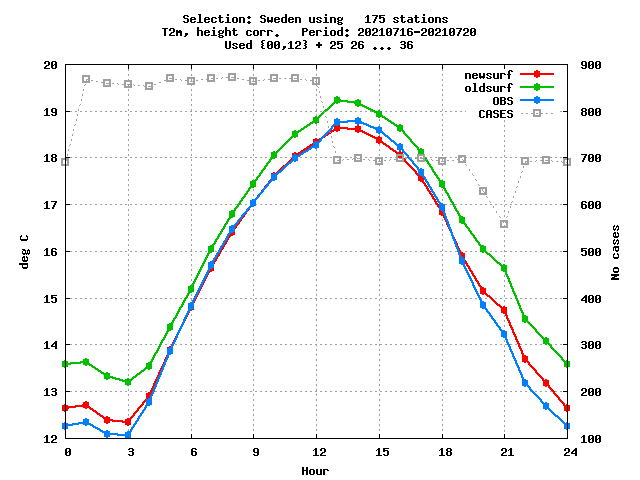 Selection: Sweden using   175 stations
T2m, height corr.   Period: 20210716-20210720
Used {00,12} + 25 26 ... 36
newsurf
oldsurf
OBS
CASES
deg C
20
19
18
17
16
15
14
13
12
900
800
700
600
500
400
300
200
100
No cases
0 3 6 9 12 15 18 21 24
Hour